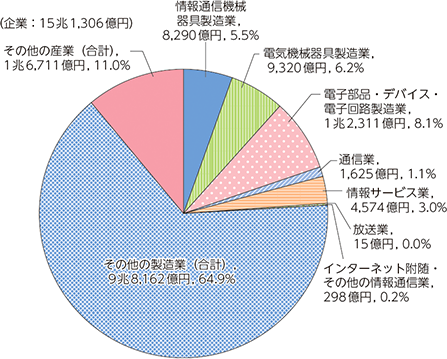 (企業：15兆1,306億円)
情報通信機械
器具製造業，
8,290億円，5.5%
その他の産業（合計），
1兆6,711億円，11.0%
電気機械器具製造業，
9,320億円，6.2%
電子部品・デバイス・
電子回路製造業，
1兆2,311億円，8.1%
通信業，
1,625億円，1.1%
情報サービス業，
4,574億円，3.0%
放送業，
15億円，0.0%
インターネット附随・
その他の情報通信業，
298億円，0.2%
その他の製造業（合計），
9兆8,162億円，64.9%